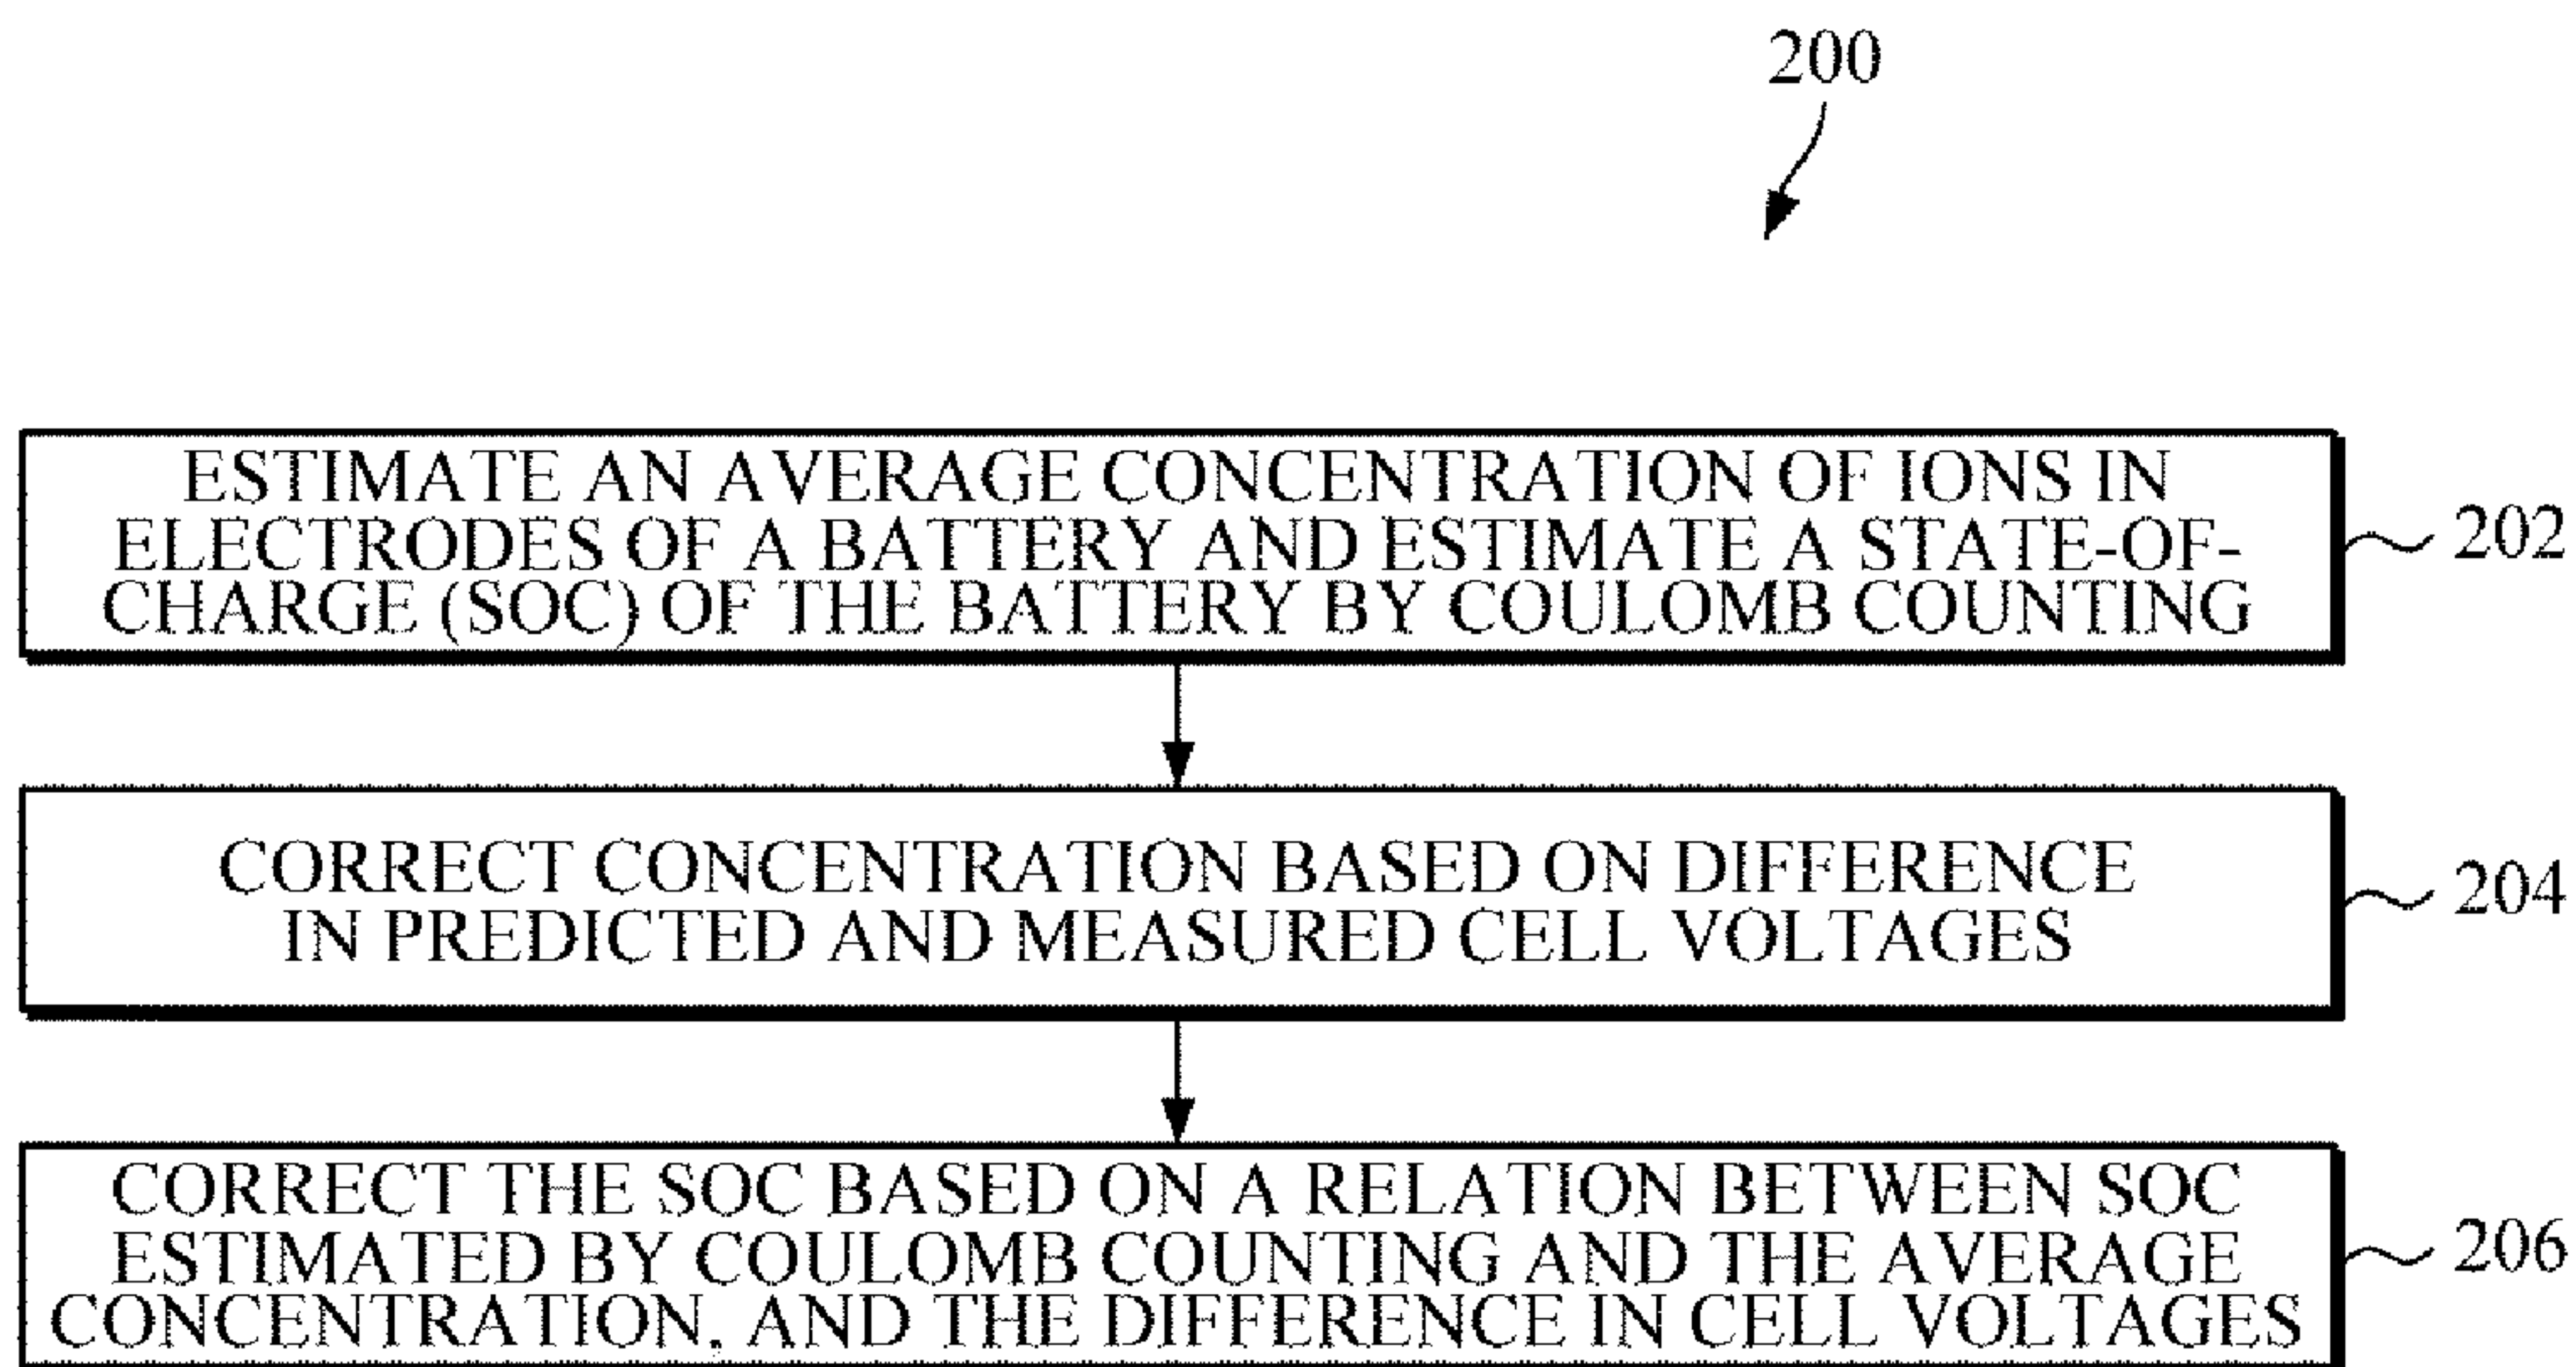 200
ESTIMATE AN AVERAGE CONCENTRATION OF IONS IN
ELECTRODES OF A BATTERY AND ESTIMATE A STATE-OF-
CHARGE (SOC) OF THE BATTERY BY COULOMB COUNTING
202
CORRECT CONCENTRATION BASED ON DIFFERENCE
IN PREDICTED AND MEASURED CELL VOLTAGES
204
CORRECT THE SOC BASED ON A RELATION BETWEEN SOC
ESTIMATED BY COULOMB COUNTING AND THE AVERAGE
CONCENTRATION, AND THE DIFFERENCE IN CELL VOLTAGES
206